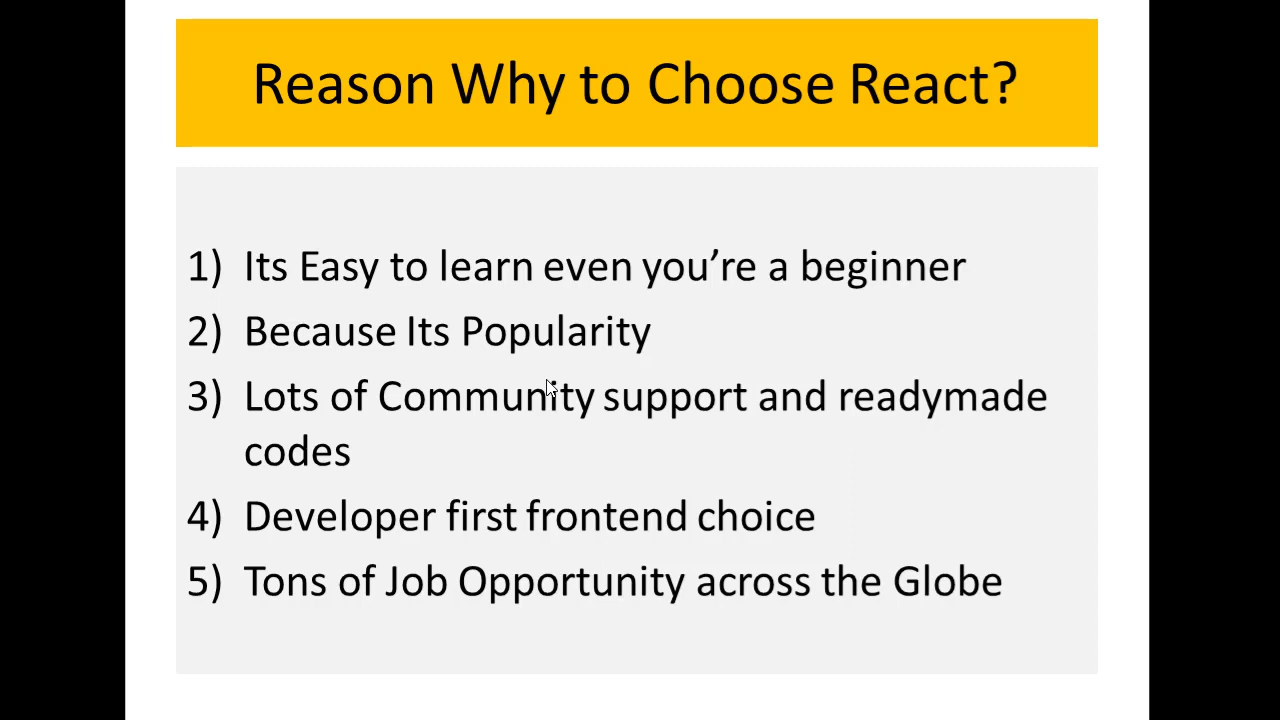 Reason Why to Choose React?
1) Its Easy to learn even you’re a beginner
2) Because Its Popularity
3) Lots of Community support and readymade
codes
4) Developer first frontend choice
5) Tons of Job Opportunity across the Globe